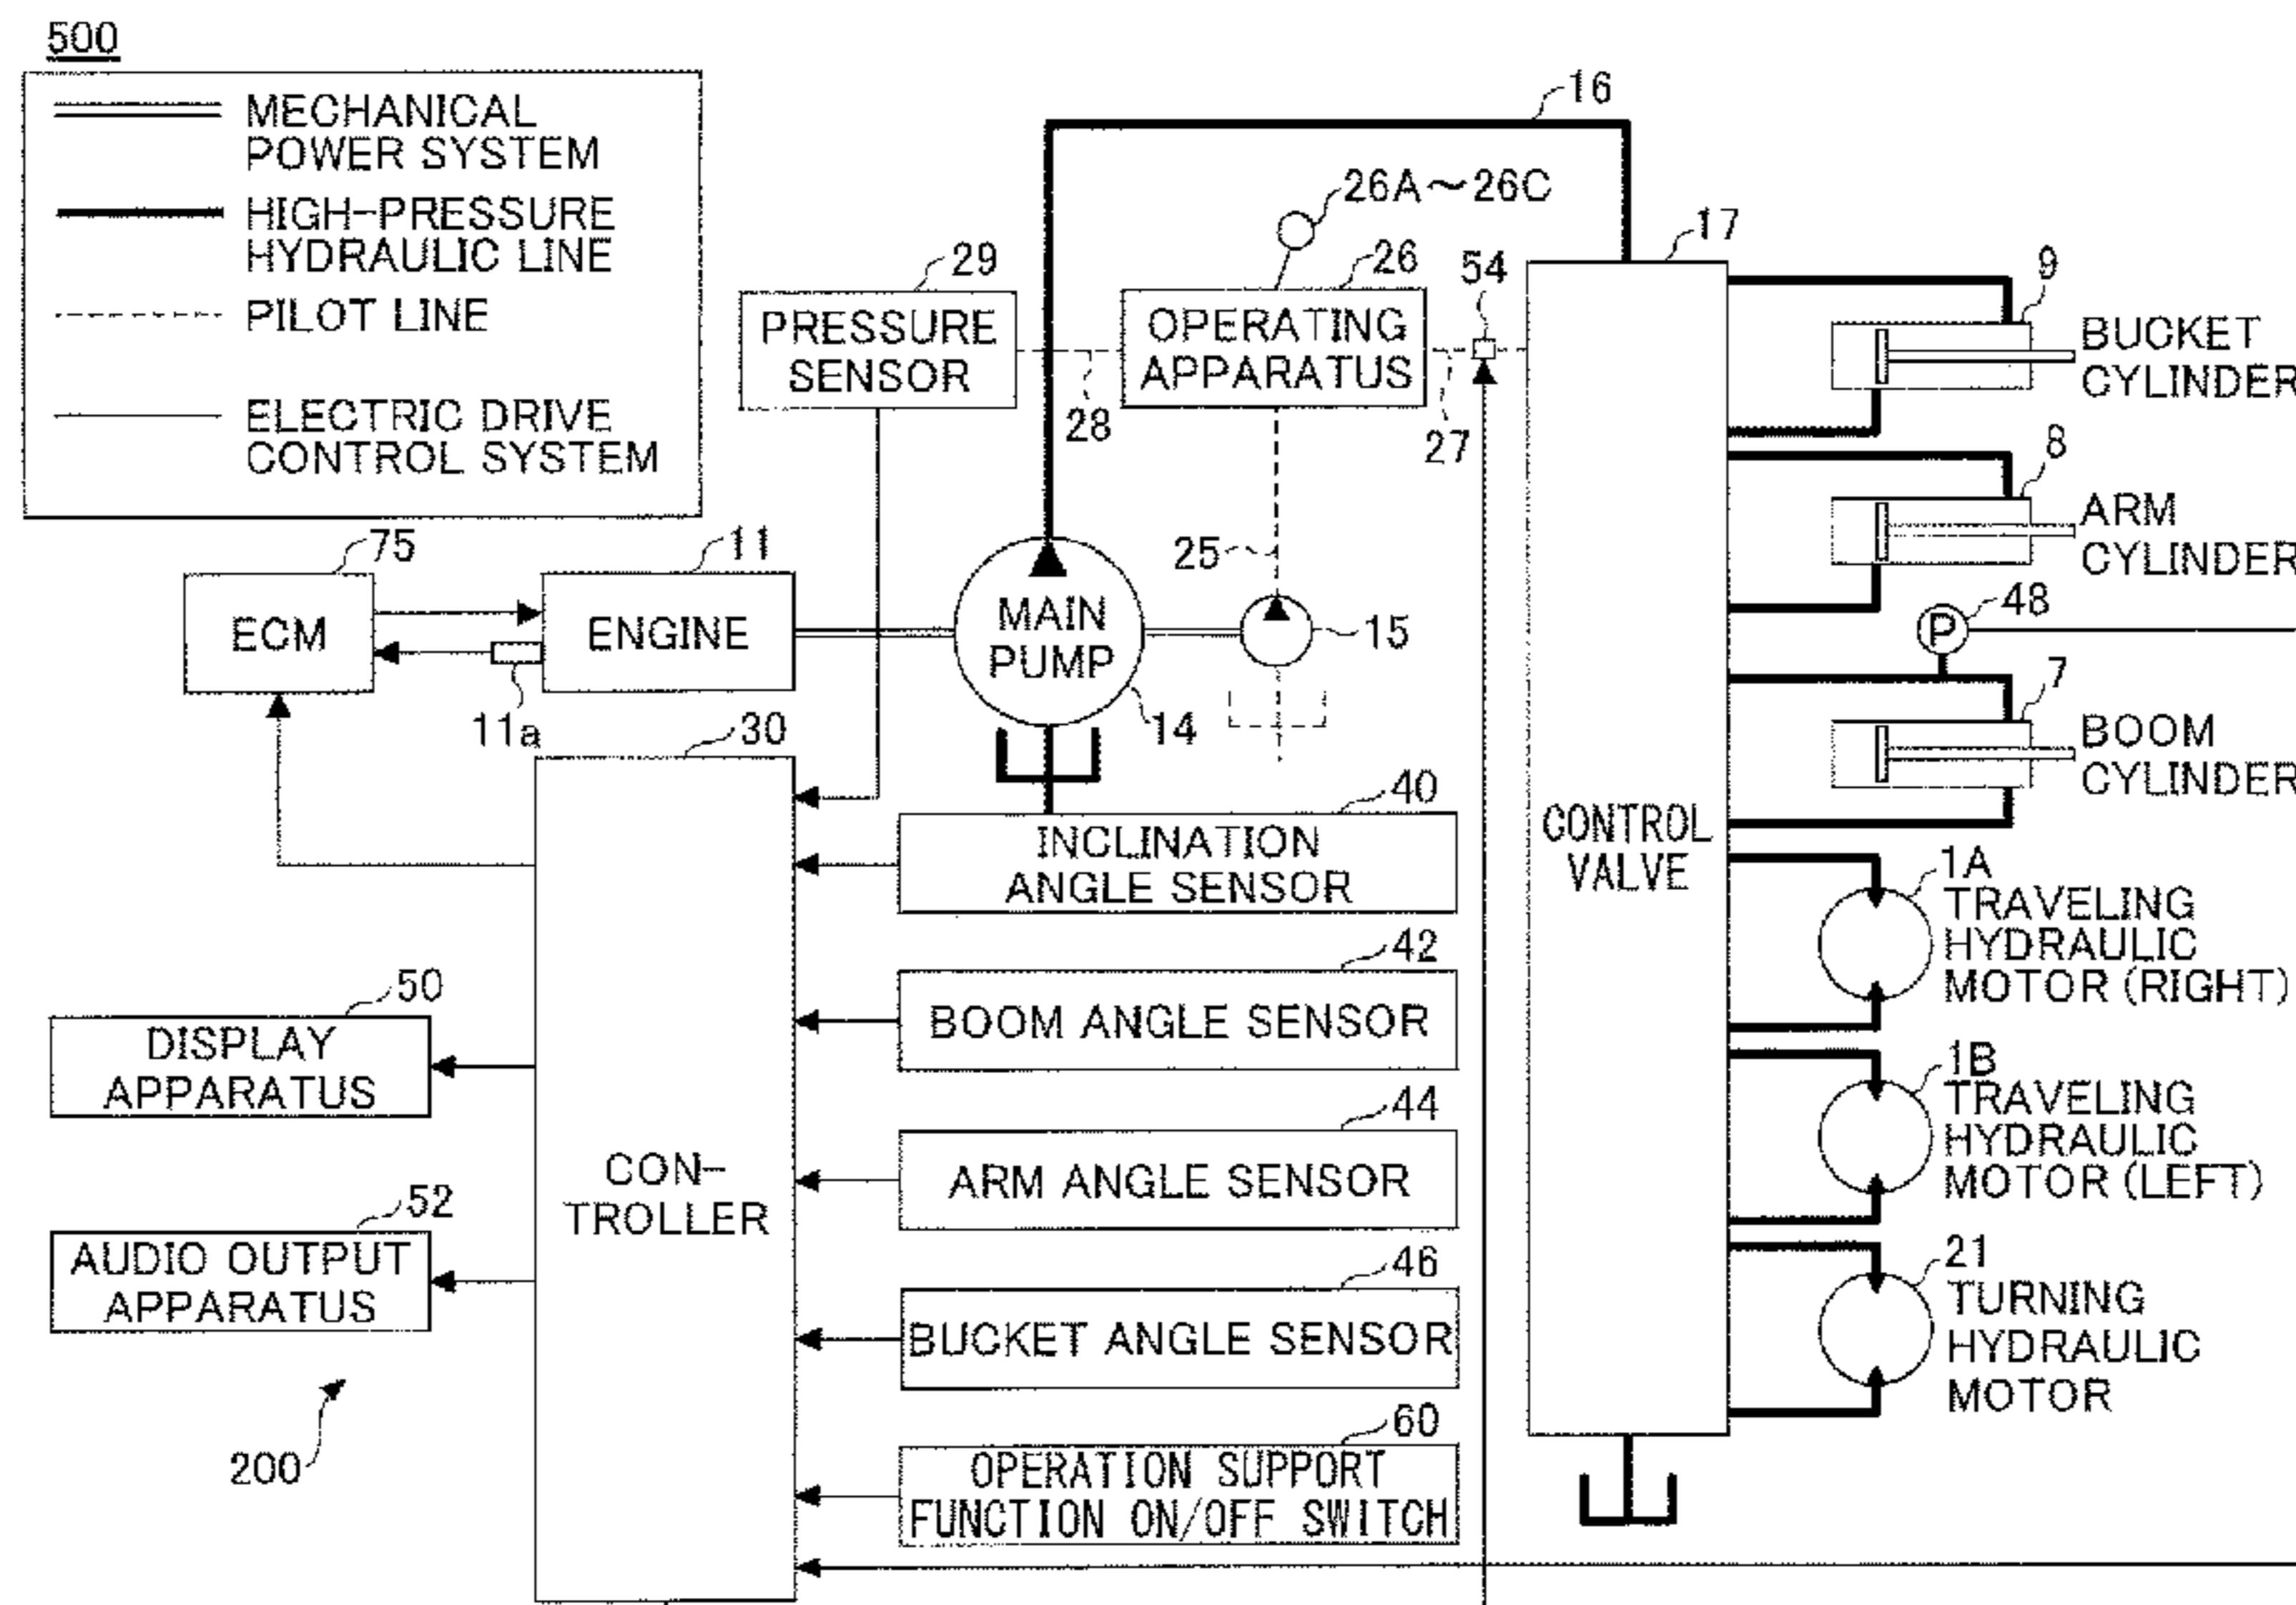 500
MECHANICAL
POWER SYSTEM
HIGH-PRESSURE
HYDRAULIC LINE
PILOT LINE
ELECTRIC DRIVE
CONTROL SYSTEM
16
26A～26C
29
26
54
17
PRESSURE
SENSOR
OPERATING
APPARATUS
28
27
9
BUCKET
CYLINDER
8
ARM
CYLINDER
75
11
25
ECM
ENGINE
MAIN
PUMP
15
48
P
11a
14
7
BOOM
CYLINDER
30
40
INCLINATION
ANGLE SENSOR
CONTROL
VALVE
1A
TRAVELING
HYDRAULIC
MOTOR (RIGHT)
42
BOOM ANGLE SENSOR
50
DISPLAY
APPARATUS
1B
TRAVELING
HYDRAULIC
MOTOR (LEFT)
44
ARM ANGLE SENSOR
CON-
TROLLER
52
AUDIO OUTPUT
APPARATUS
46
BUCKET ANGLE SENSOR
21
TURNING
HYDRAULIC
MOTOR
200
60
OPERATION SUPPORT
FUNCTION ON/OFF SWITCH